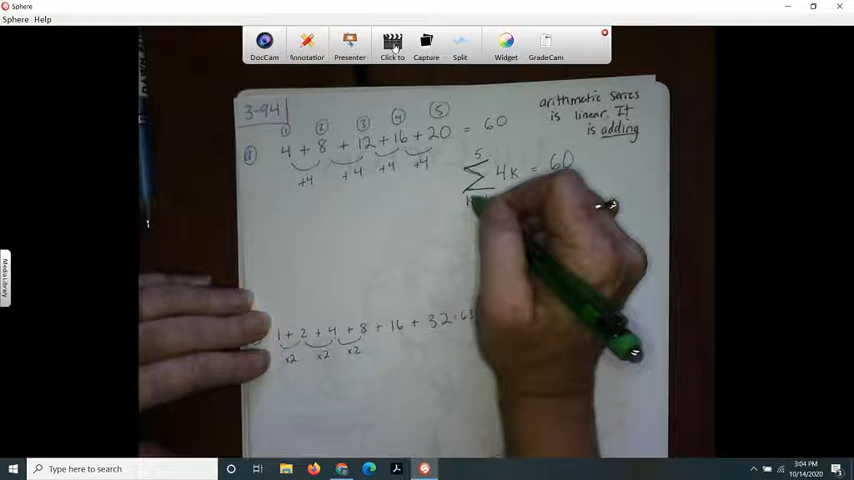 Sphere
Sphere Help
DocCam
Annotation
Presenter
Click to
Capture
Split
Widget
GradeCam
3-94
arithmetic series
is linear. It
is adding
① ② ③ ④ ⑤
4 + 8 + 12 + 16 + 20 = 60
+4 +4 +4 +4
5
Σ 4k = 60
k
1 + 2 + 4 + 8 + 16 + 32 = 63
x2 x2 x2
Media Library
Type here to search
3:04 PM
10/14/2020